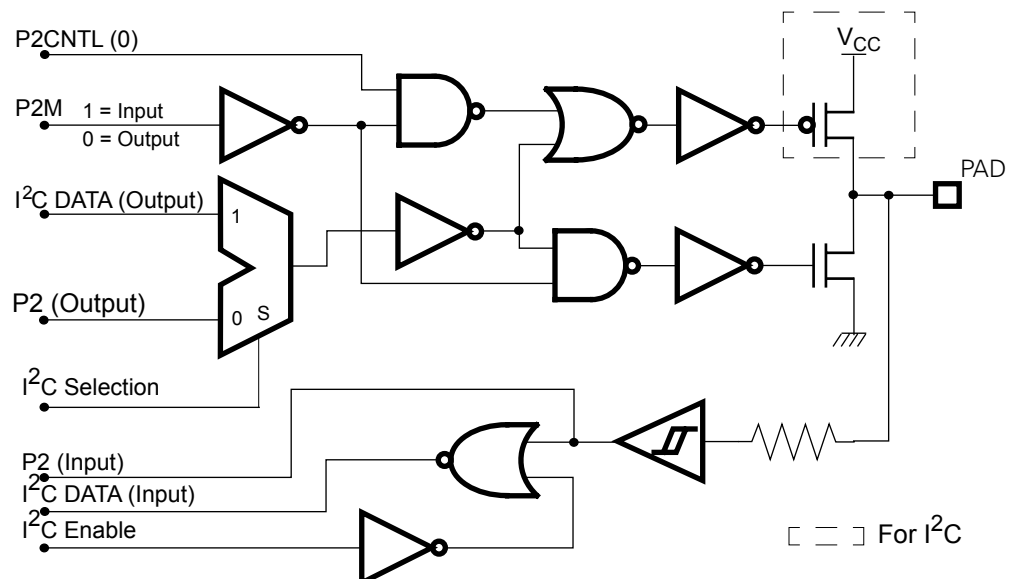 P2CNTL (0)
VCC
P2M 1 = Input
0 = Output
PAD
I²C DATA (Output)
1
P2 (Output)
0 S
I²C Selection
P2 (Input)
I²C DATA (Input)
I²C Enable
For I²C